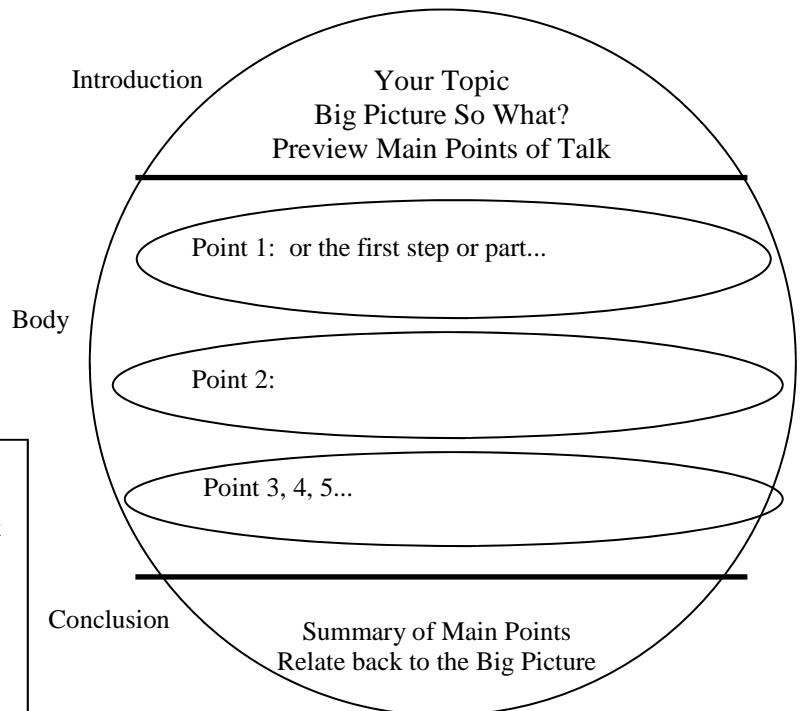 Introduction
Your Topic
Big Picture So What?
Preview Main Points of Talk
Point 1:  or the first step or part...
Body
Point 2:
Point 3, 4, 5...
Conclusion
Summary of Main Points
Relate back to the Big Picture